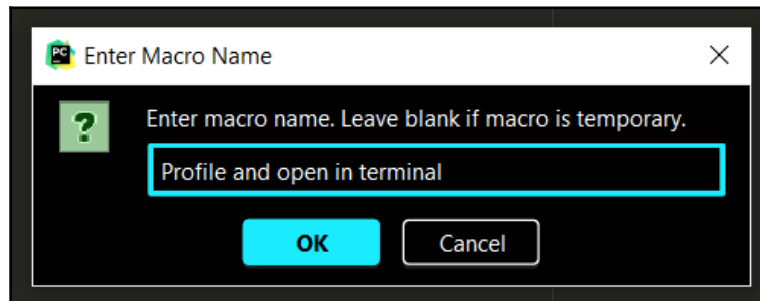 PC
Enter Macro Name
?
Enter macro name. Leave blank if macro is temporary.
Profile and open in terminal
OK
Cancel